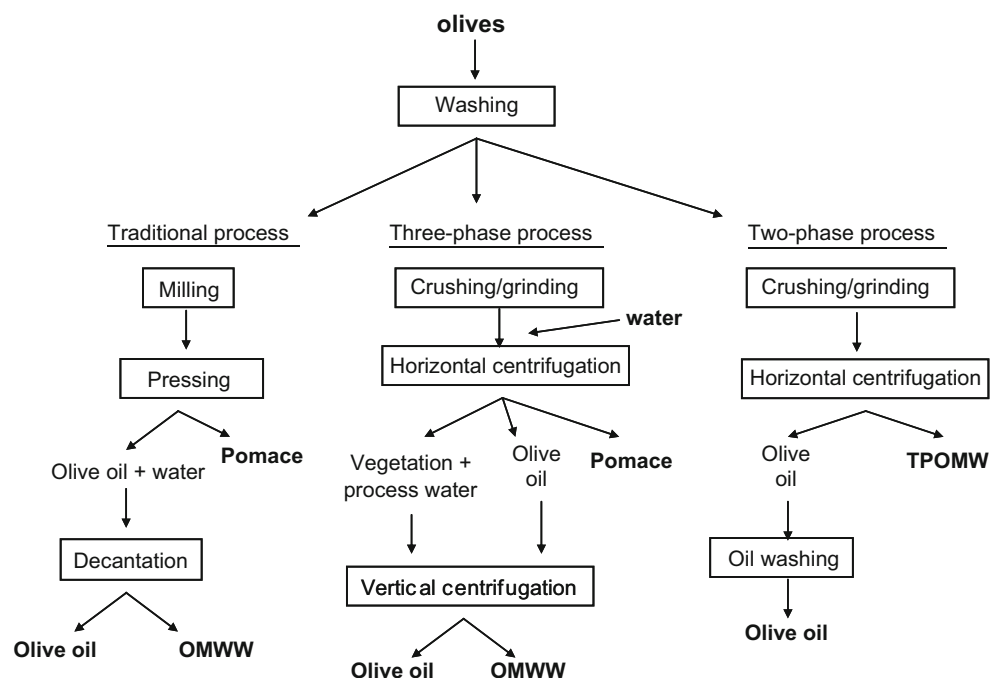 olives
Washing
Traditional process
Milling
Pressing
Olive oil + water
Pomace
Decantation
Olive oil
OMWW
Three-phase process
Crushing/grinding
water
Horizontal centrifugation
Vegetation +
process water
Olive
oil
Pomace
Vertical centrifugation
Olive oil
OMWW
Two-phase process
Crushing/grinding
Horizontal centrifugation
Olive
oil
TPOMW
Oil washing
Olive oil